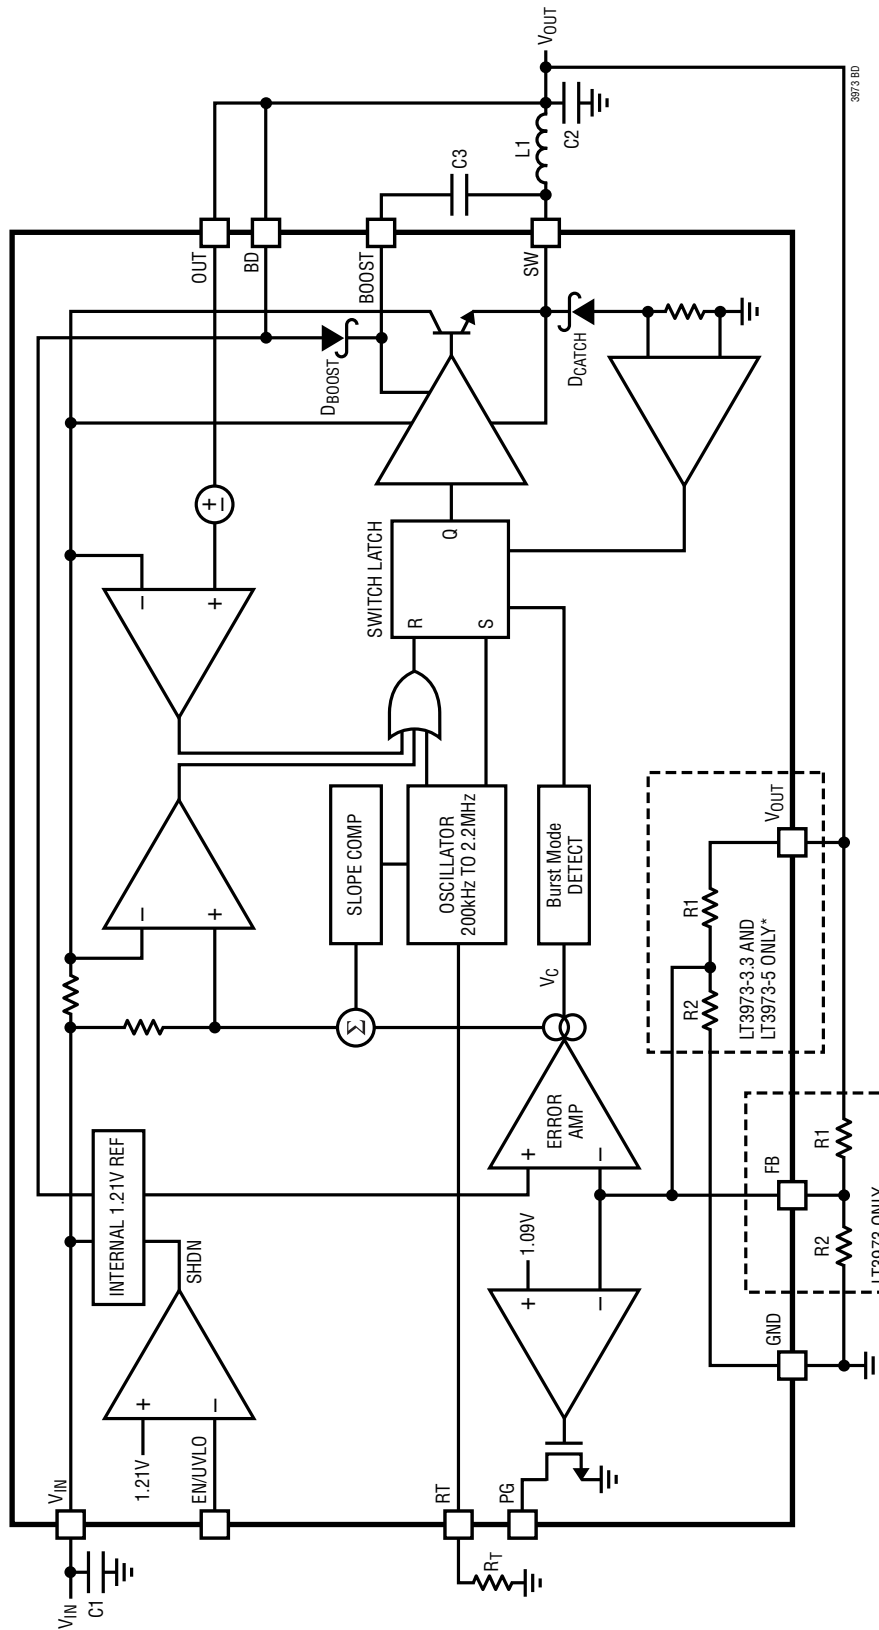 VIN
C1
VIN
1.21V
+
–
EN/UVLO
SHDN
INTERNAL 1.21V REF
–
+
–
+
+
–
OUT
BD
BOOST
SW
DBOOST
DCATCH
C3
L1
C2
VOUT
SWITCH LATCH
R
S
Q
SLOPE COMP
OSCILLATOR
200kHz TO 2.2MHz
Burst Mode
DETECT
VC
Σ
ERROR
AMP
+
–
1.09V
+
–
RT
RT
PG
R1
R2
LT3973-3.3 AND
LT3973-5 ONLY*
VOUT
FB
GND
R1
R2
LT3973 ONLY
3973 BD